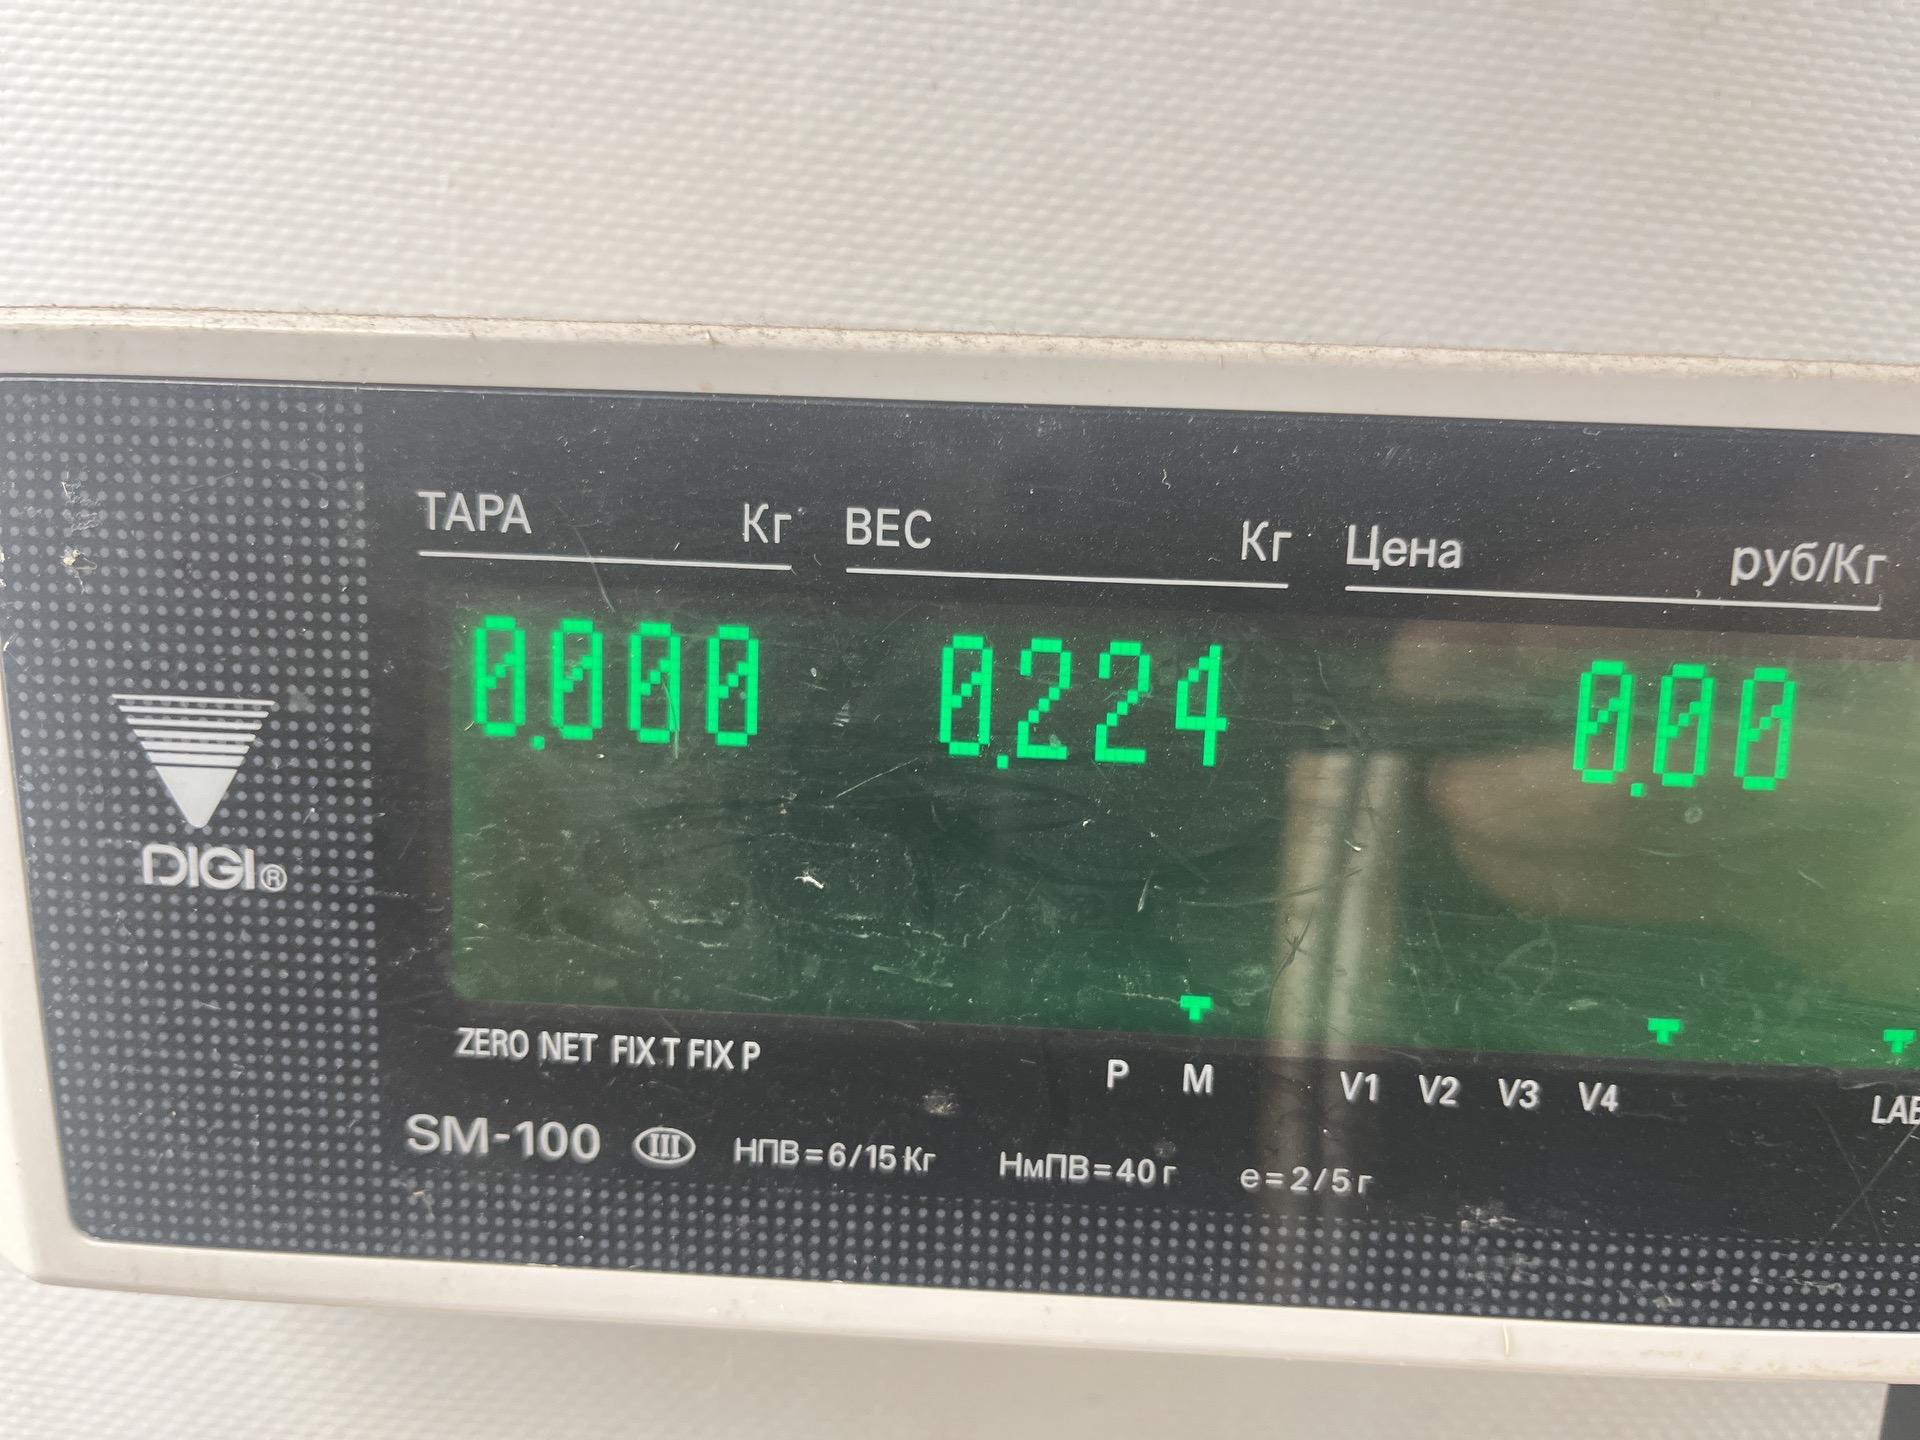 ТАРА Кг ВЕС Кг Цена руб/Кг
0.000 0.224 0.00
DIGI®
ZERO NET FIX T FIX P P M V1 V2 V3 V4
SM-100 III НПВ=6/15 Кг НмПВ=40 г e=2/5 г